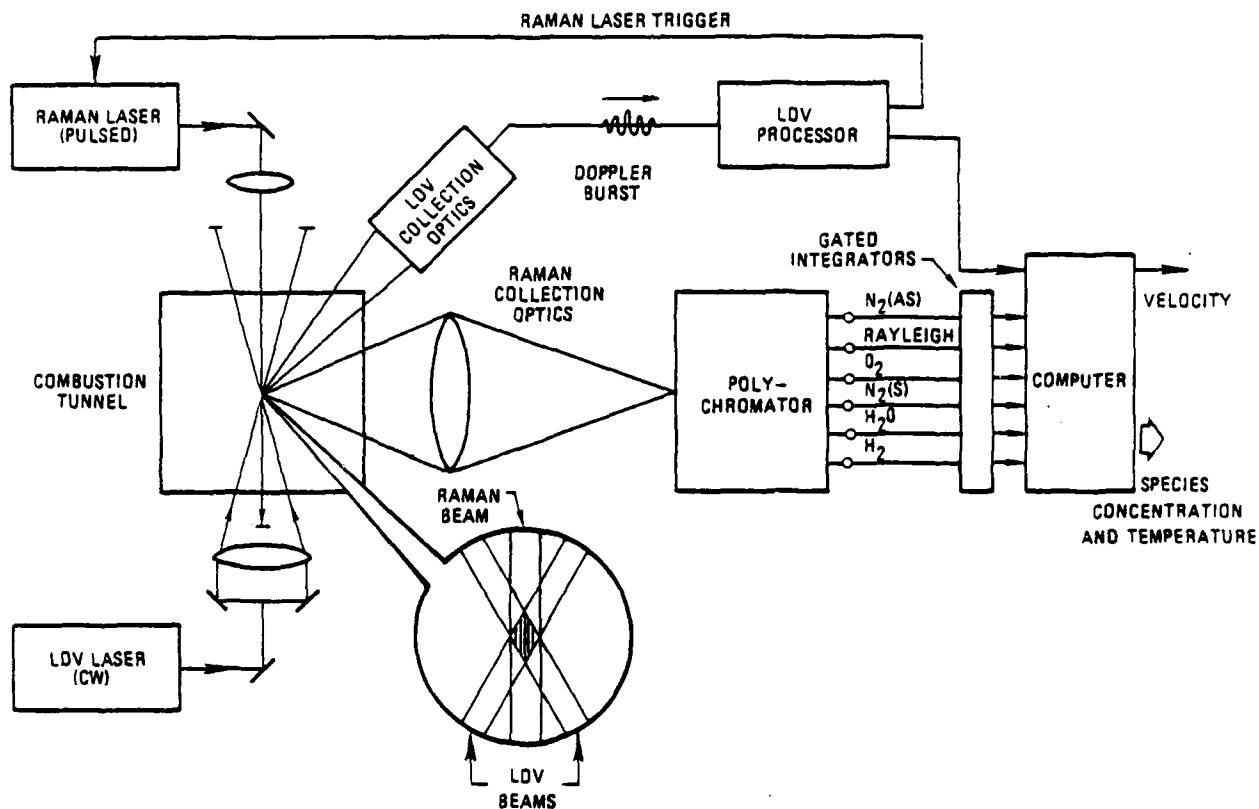 RAMAN LASER TRIGGER
RAMAN LASER
(PULSED)
LDV
COLLECTION
OPTICS
DOPPLER
BURST
LDV
PROCESSOR
GATED
INTEGRATORS
RAMAN
COLLECTION
OPTICS
COMBUSTION
TUNNEL
POLY-
CHROMATOR
N2(AS)
RAYLEIGH
O2
N2(S)
H2O
H2
COMPUTER
VELOCITY
SPECIES
CONCENTRATION
AND TEMPERATURE
RAMAN
BEAM
LDV LASER
(CW)
LDV
BEAMS